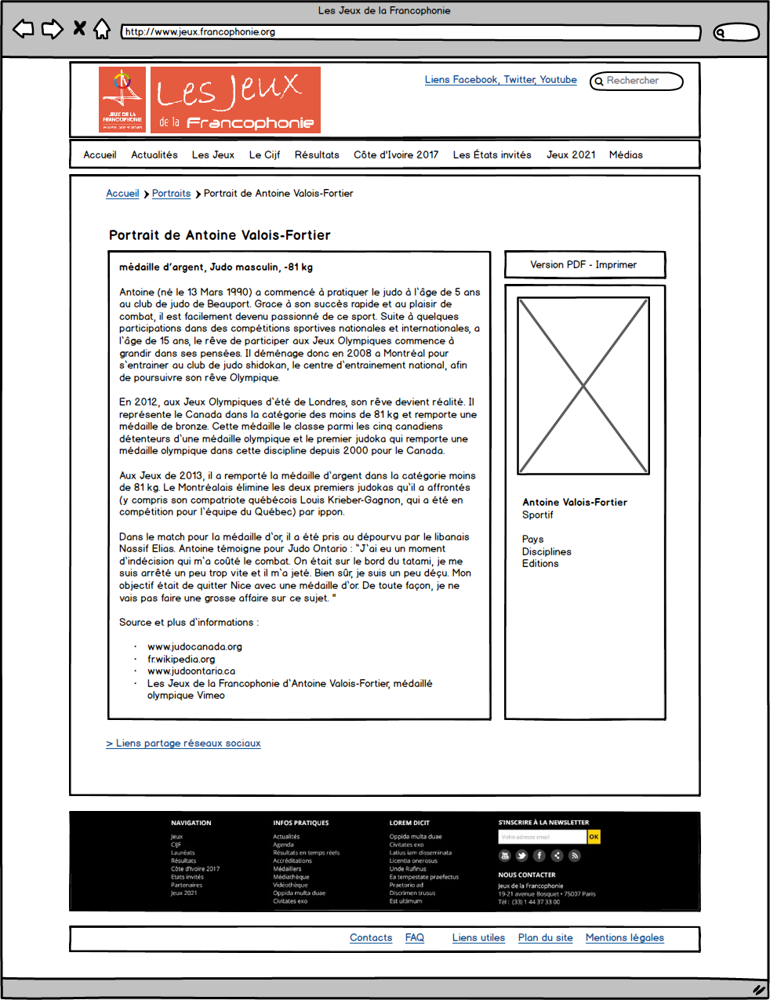 Les Jeux de la Francophonie
http://www.jeux.francophonie.org
JEUX DE LA
FRANCOPHONIE
Les Jeux
de la Francophonie
Liens Facebook, Twitter, Youtube
Rechercher
Accueil Actualités Les Jeux Le Cijf Résultats Côte d'Ivoire 2017 Les États invités Jeux 2021 Médias
Accueil Portraits Portrait de Antoine Valois-Fortier
Portrait de Antoine Valois-Fortier
médaille d'argent, Judo masculin, -81 kg
Antoine (né le 13 Mars 1990) a commencé à pratiquer le judo à l`âge de 5 ans
au club de judo de Beauport. Grace à son succès rapide et au plaisir de
combat, il est facilement devenu passionné de ce sport. Suite à quelques
participations dans des compétitions sportives nationales et internationales, a
l`âge de 15 ans, le rêve de participer aux Jeux Olympiques commence à
grandir dans ses pensées. Il déménage donc en 2008 a Montréal pour
s`entrainer au club de judo shidokan, le centre d`entrainement national, afin
de poursuivre son rêve Olympique.
En 2012, aux Jeux Olympiques d`été de Londres, son rêve devient réalité. Il
représente le Canada dans la catégorie des moins de 81 kg et remporte une
médaille de bronze. Cette médaille le classe parmi les cinq canadiens
détenteurs d`une médaille olympique et le premier judoka qui remporte une
médaille olympique dans cette discipline depuis 2000 pour le Canada.
Aux Jeux de 2013, il a remporté la médaille d`argent dans la catégorie moins
de 81 kg. Le Montréalais élimine les deux premiers judokas qu`il a affrontés
(y compris son compatriote québécois Louis Krieber-Gagnon, qui a été en
compétition pour l`équipe du Québec) par ippon.
Dans le match pour la médaille d`or, il a été pris au dépourvu par le libanais
Nassif Elias. Antoine témoigne pour Judo Ontario : "J`ai eu un moment
d`indécision qui m`a coûté le combat. On était sur le bord du tatami, je me
suis arrêté un peu trop vite et il m`a jeté. Bien sûr, je suis un peu déçu. Mon
objectif était de quitter Nice avec une médaille d`or. De toute façon, je ne
vais pas faire une grosse affaire sur ce sujet. "
Source et plus d`informations :
· www.judocanada.org
· fr.wikipedia.org
· www.judoontario.ca
· Les Jeux de la Francophonie d`Antoine Valois-Fortier, médaillé
olympique Vimeo
Version PDF - Imprimer
Antoine Valois-Fortier
Sportif
Pays
Disciplines
Editions
> Liens partage réseaux sociaux
NAVIGATION
Jeux
CIJF
Lauréats
Résultats
Côte d'Ivoire 2017
Etats invités
Partenaires
Jeux 2021
INFOS PRATIQUES
Actualités
Agenda
Résultats en temps réels
Accréditations
Médaillers
Médiathèque
Vidéothèque
Oppida multa duae
Civitates exo
LOREM DICIT
Oppida multa duae
Civitates exo
Latius iam disseminata
Licentia onerosus
Unde Rufinus
Ea tempestate praefectus
Praetorio ad
Discrimen trusus
Est ultimum
S'INSCRIRE À LA NEWSLETTER
Votre adresse email OK
NOUS CONTACTER
Jeux de la Francophonie
19-21 avenue Bosquet • 75007 Paris
Tél : (33) 1 44 37 33 00
Contacts FAQ Liens utiles Plan du site Mentions légales